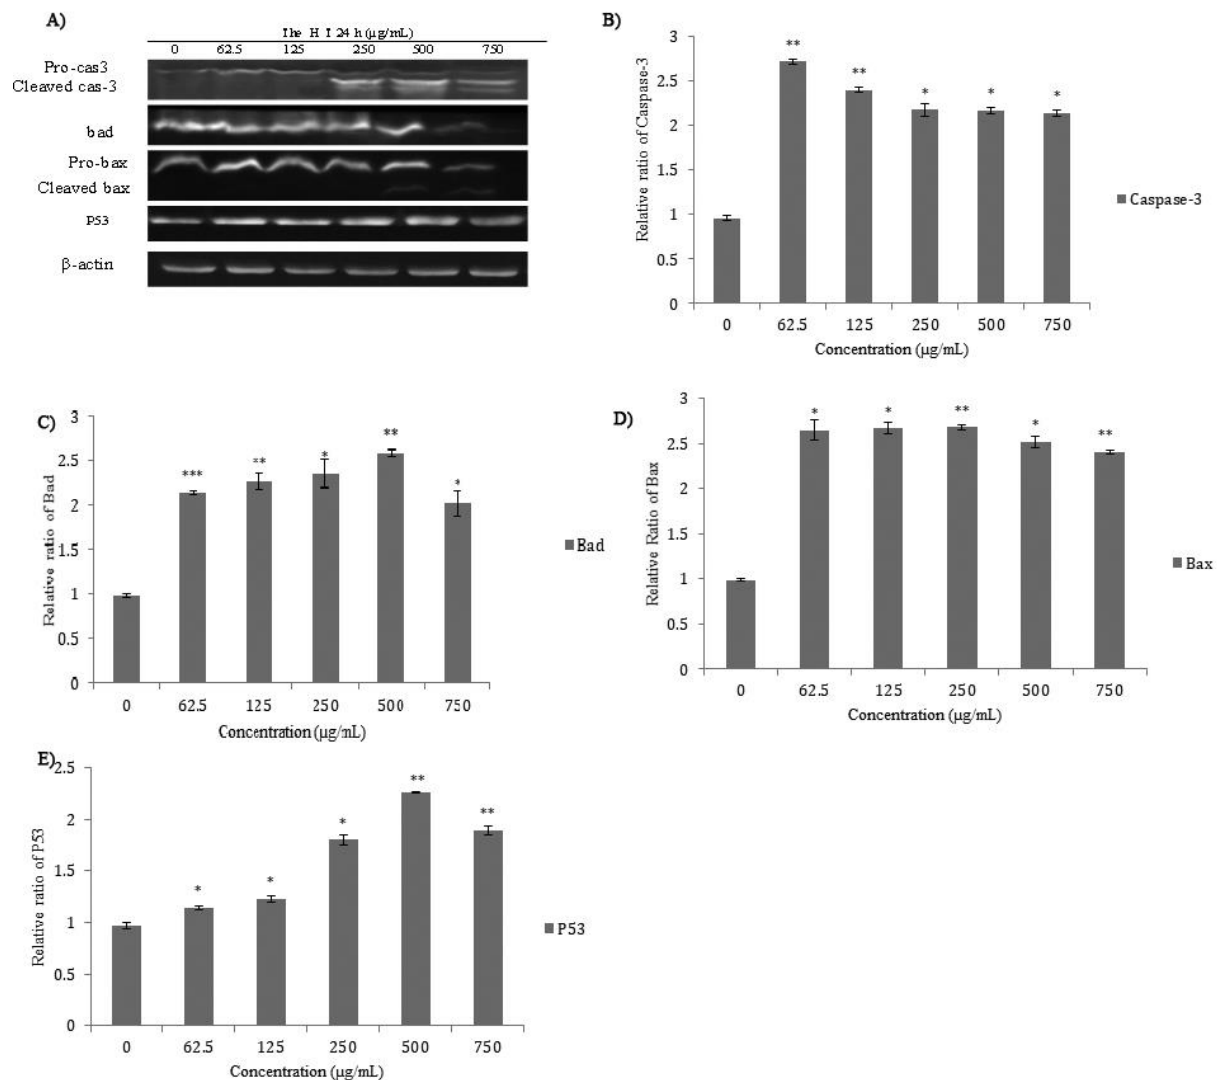 A)
The H T 24 h (µg/mL)
0 62.5 125 250 500 750
Pro-cas3
Cleaved cas-3
bad
Pro-bax
Cleaved bax
P53
β-actin
B)
Relative ratio of Caspase-3
3
2.5
2
1.5
1
0.5
0
** ** * * *
0 62.5 125 250 500 750
Concentration (µg/mL)
Caspase-3
C)
Relative ratio of Bad
3
2.5
2
1.5
1
0.5
0
*** ** * ** *
0 62.5 125 250 500 750
Concentration (µg/mL)
Bad
D)
Relative Ratio of Bax
3
2.5
2
1.5
1
0.5
0
* * ** * **
0 62.5 125 250 500 750
Concentration (µg/mL)
Bax
E)
Relative ratio of P53
2.5
2
1.5
1
0.5
0
* * * ** **
0 62.5 125 250 500 750
Concentration (µg/mL)
P53